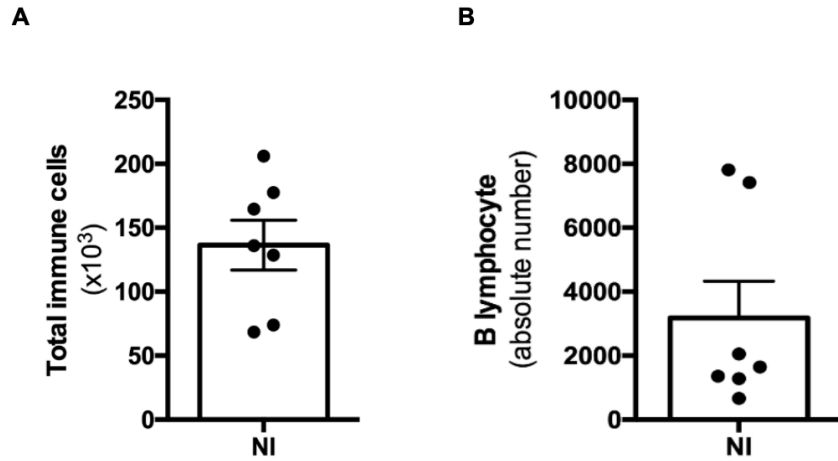 A
Total immune cells
(x10³)
250
200
150
100
50
0
NI
B
B lymphocyte
(absolute number)
10000
8000
6000
4000
2000
0
NI